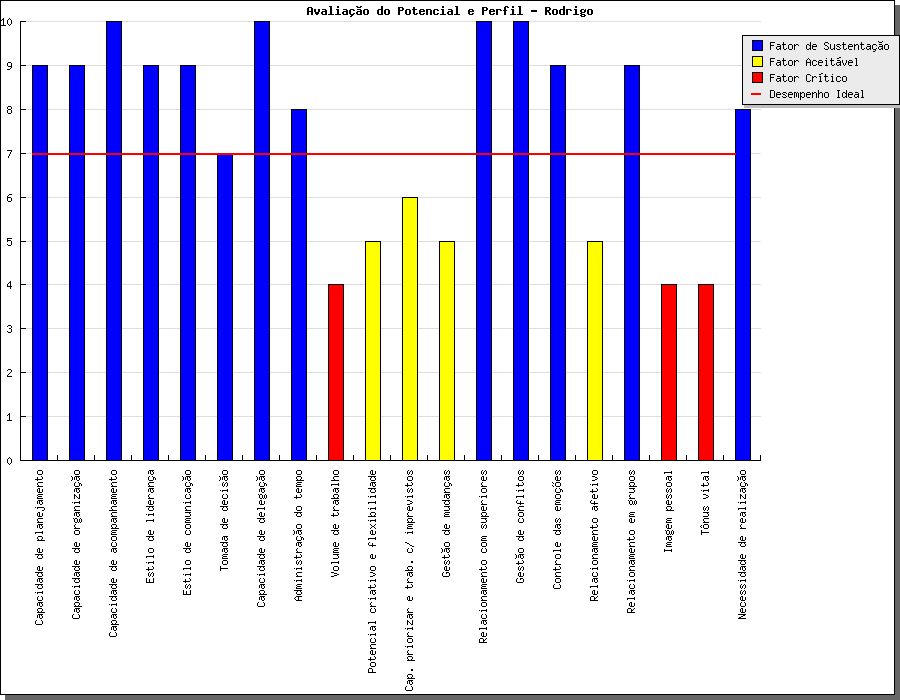 Avaliação do Potencial e Perfil - Rodrigo
Fator de Sustentação
Fator Aceitável
Fator Crítico
Desempenho Ideal
10
9
8
7
6
5
4
3
2
1
0
Capacidade de planejamento
Capacidade de organização
Capacidade de acompanhamento
Estilo de liderança
Estilo de comunicação
Tomada de decisão
Capacidade de delegação
Administração do tempo
Volume de trabalho
Potencial criativo e flexibilidade
Cap. priorizar e trab. c/ imprevistos
Gestão de mudanças
Relacionamento com superiores
Gestão de conflitos
Controle das emoções
Relacionamento afetivo
Relacionamento em grupos
Imagem pessoal
Tônus vital
Necessidade de realização